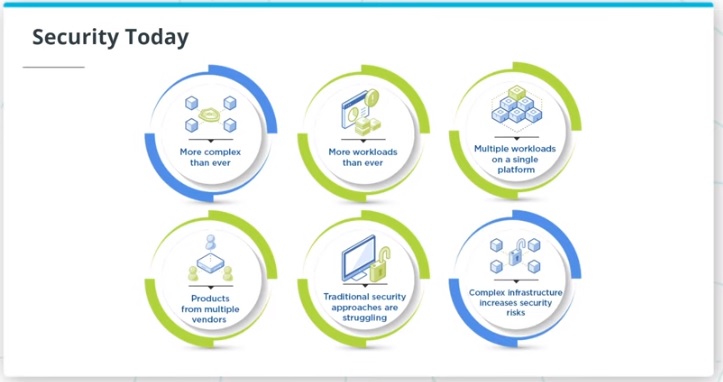 Security Today
More complex
than ever
More workloads
than ever
Multiple workloads
on a single
platform
Products
from multiple
vendors
Traditional security
approaches are
struggling
Complex infrastructure
increases security
risks